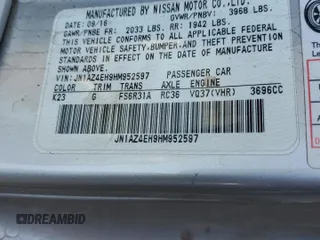 MANUFACTURED BY NISSAN MOTOR CO.,LTD.
DATE: 09/16 GVWR/PNBV: 3968 LBS.
GAWR/PNBE FR: 2033 LBS. RR: 1942 LBS.
THIS VEHICLE CONFORMS TO ALL APPLICABLE FEDERAL
MOTOR VEHICLE SAFETY, BUMPER, AND THEFT PREVENTION
STANDARDS IN EFFECT ON THE DATE OF MANUFACTURE
SHOWN ABOVE.
VIN: JN1AZ4EH9HM952597 PASSENGER CAR
COLOR TRIM TRANS AXLE ENGINE
K23 G FS6R31A RC36 VQ37(VHR) 3696CC
JN1AZ4EH9HM952597
DREAMBID